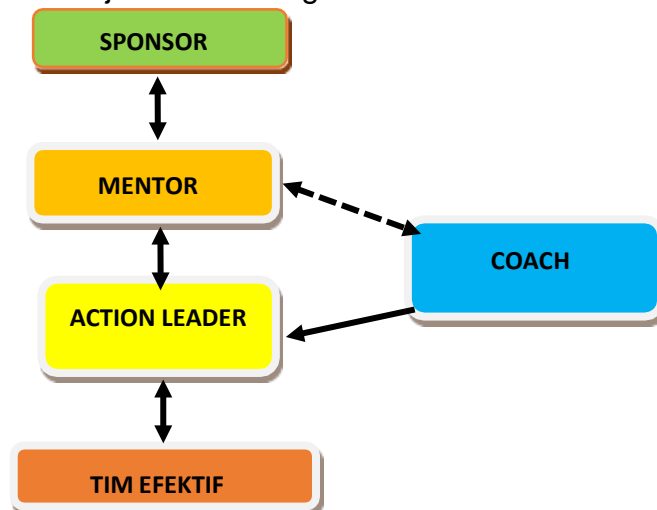 SPONSOR
MENTOR
COACH
ACTION LEADER
TIM EFEKTIF